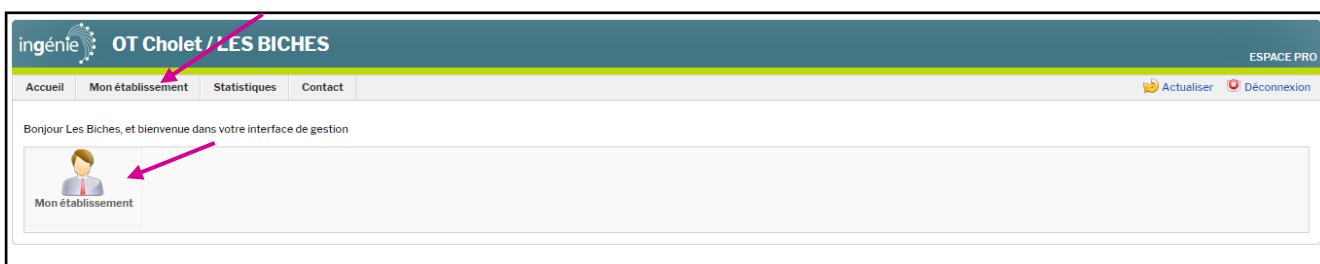 ingénie OT Cholet / LES BICHES
ESPACE PRO
Accueil Mon établissement Statistiques Contact Actualiser Déconnexion
Bonjour Les Biches, et bienvenue dans votre interface de gestion
Mon établissement